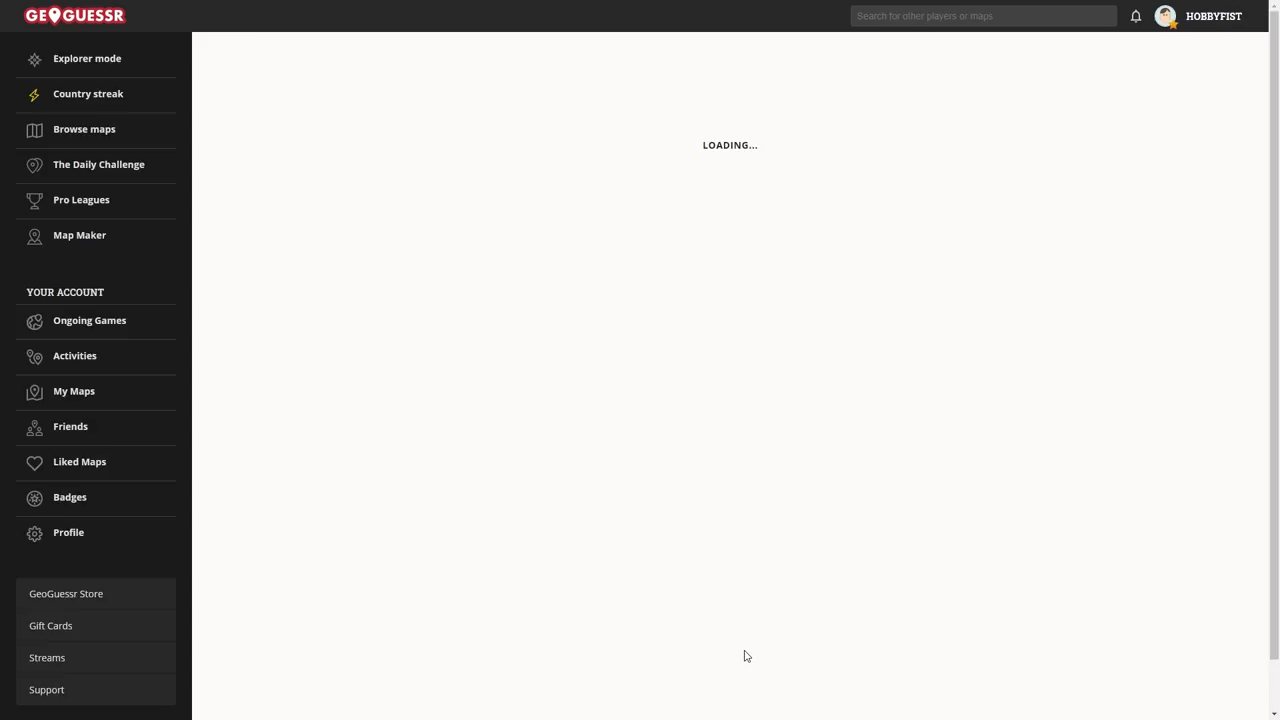 GEOGUESSR
Search for other players or maps
HOBBYFIST
Explorer mode
Country streak
Browse maps
The Daily Challenge
Pro Leagues
Map Maker
YOUR ACCOUNT
Ongoing Games
Activities
My Maps
Friends
Liked Maps
Badges
Profile
GeoGuessr Store
Gift Cards
Streams
Support
LOADING...